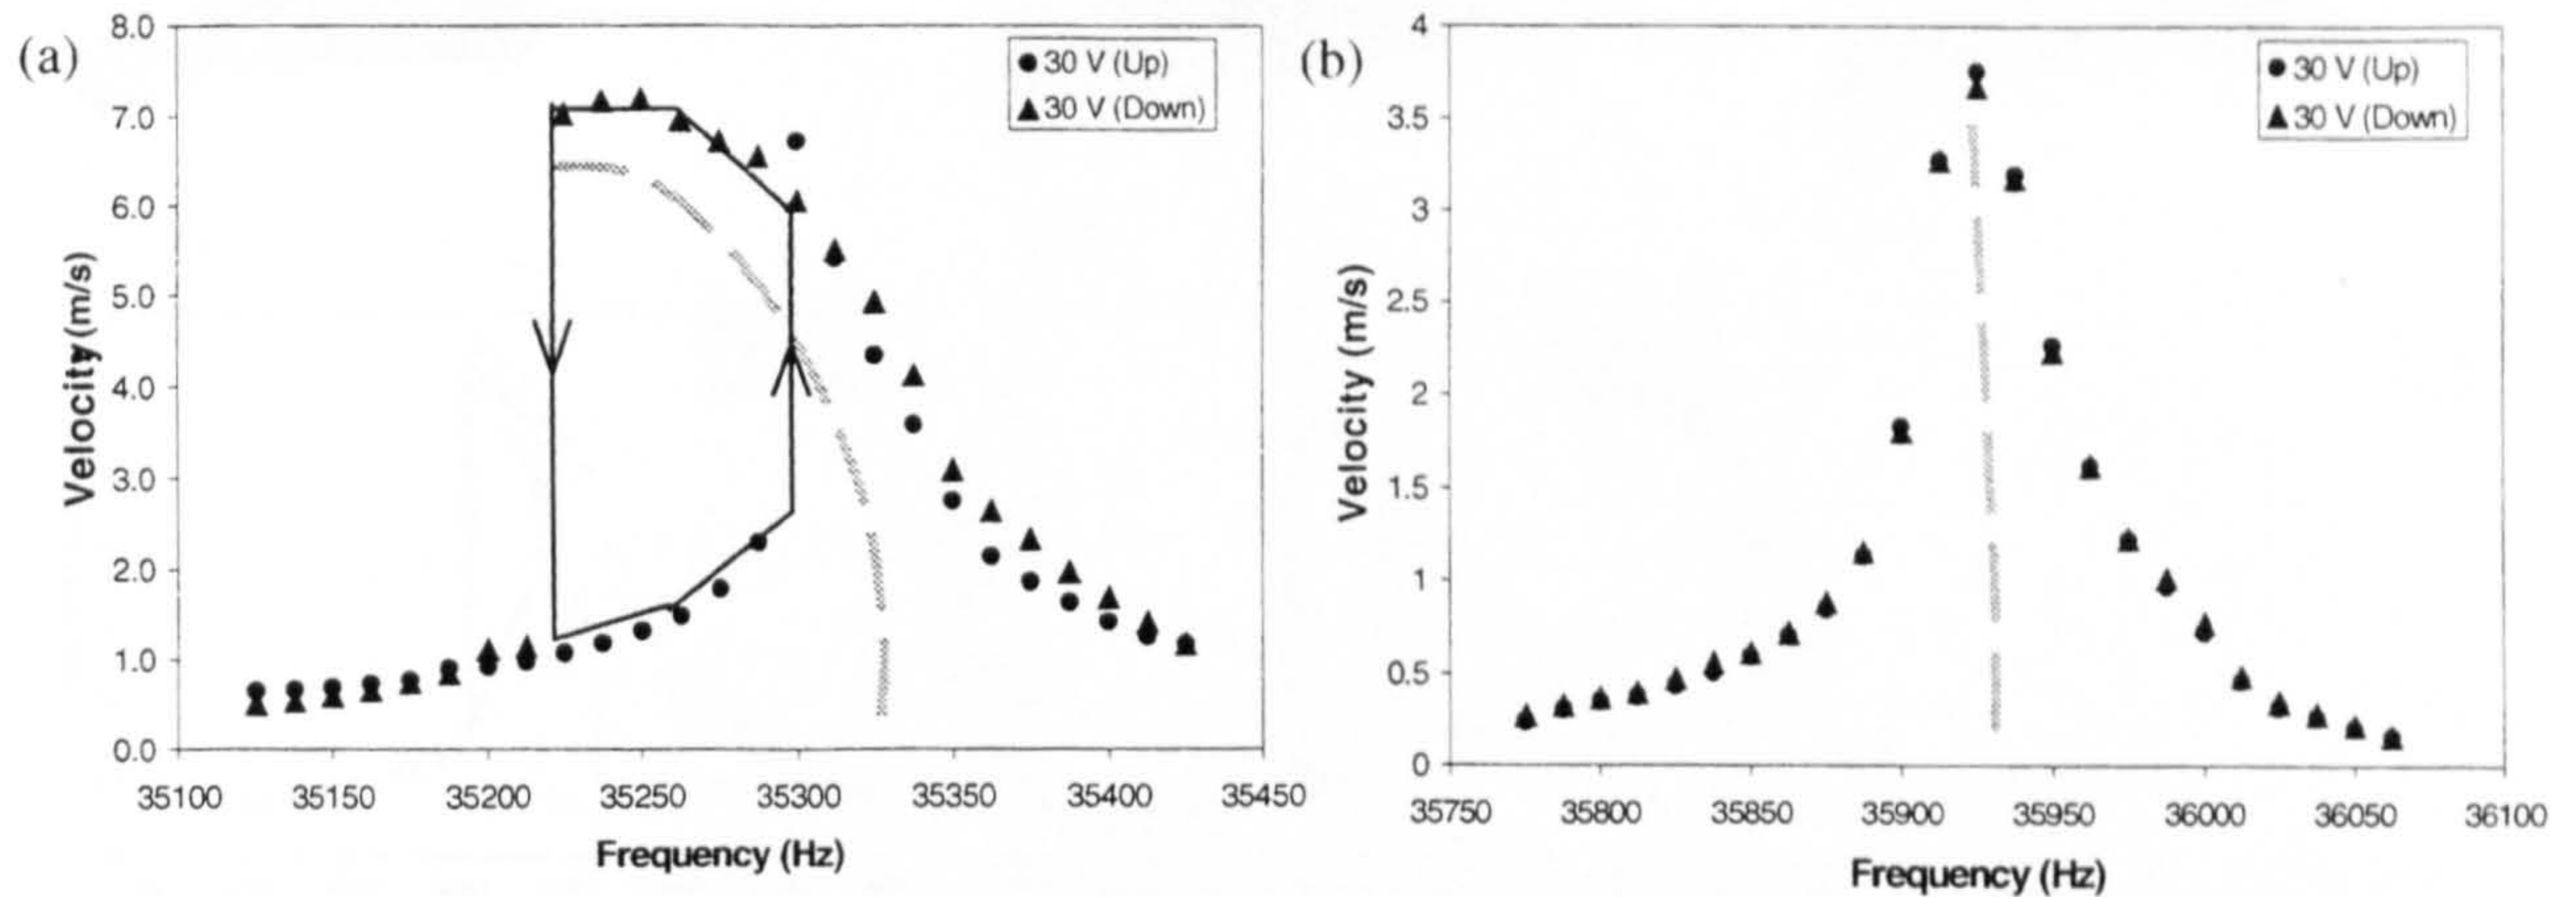 (a)
Velocity (m/s)
8.0
7.0
6.0
5.0
4.0
3.0
2.0
1.0
0.0
30 V (Up)
30 V (Down)
35100 35150 35200 35250 35300 35350 35400 35450
Frequency (Hz)
(b)
Velocity (m/s)
4
3.5
3
2.5
2
1.5
1
0.5
0
30 V (Up)
30 V (Down)
35750 35800 35850 35900 35950 36000 36050 36100
Frequency (Hz)